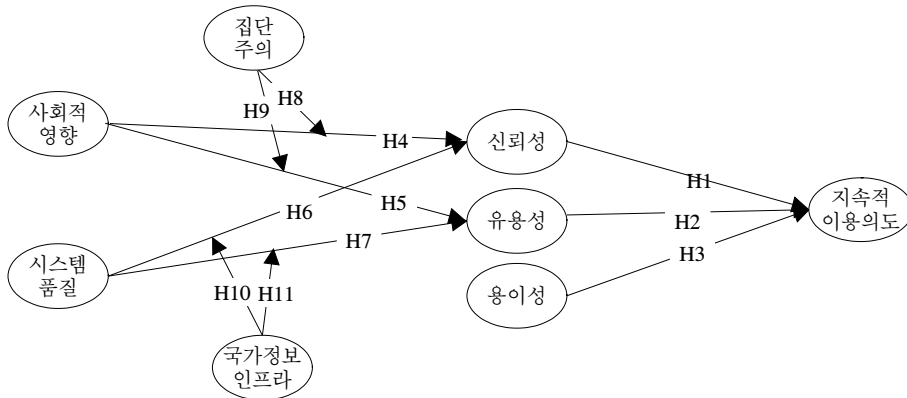 집단
주의
H8
H9
사회적
영향
H4
신뢰성
H1
지속적
이용의도
H6
H5
유용성
H2
H7
H3
시스템
품질
용이성
H10
H11
국가정보
인프라